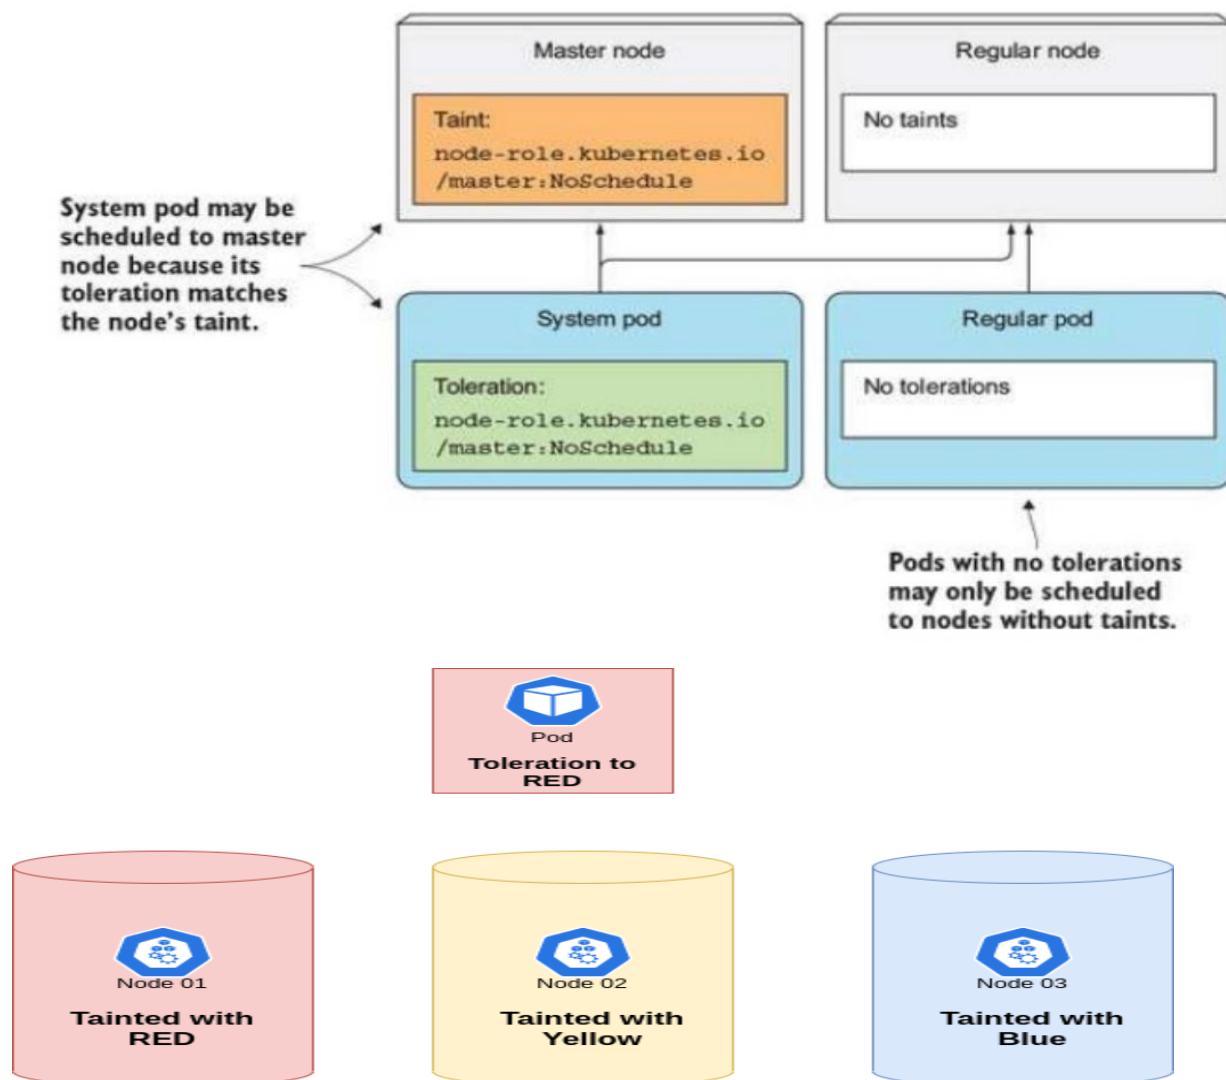 Master node
Taint:
node-role.kubernetes.io
/master:NoSchedule
Regular node
No taints
System pod may be
scheduled to master
node because its
toleration matches
the node's taint.
System pod
Toleration:
node-role.kubernetes.io
/master:NoSchedule
Regular pod
No tolerations
Pods with no tolerations
may only be scheduled
to nodes without taints.
Pod
Toleration to
RED
Node 01
Tainted with
RED
Node 02
Tainted with
Yellow
Node 03
Tainted with
Blue